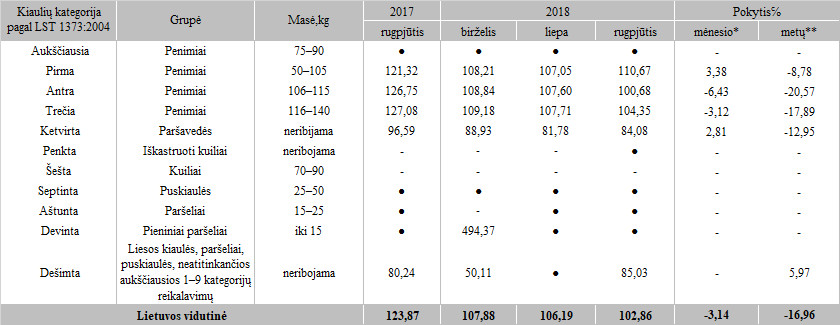 Kiaulių kategorija pagal LST 1373:2004 Grupė Masė,kg 2017 2018 Pokytis%
rugpjūtis birželis liepa rugpjūtis mėnesio* metų**
Aukščiausia Penimiai 75–90 ● ● ● ● - -
Pirma Penimiai 50–105 121,32 108,21 107,05 110,67 3,38 -8,78
Antra Penimiai 106–115 126,75 108,84 107,60 100,68 -6,43 -20,57
Trečia Penimiai 116–140 127,08 109,18 107,71 104,35 -3,12 -17,89
Ketvirta Paršavedės neribijama 96,59 88,93 81,78 84,08 2,81 -12,95
Penkta Iškastruoti kuiliai neribojama - - - ● - -
Šešta Kuiliai 70–90 - - - - - -
Septinta Puskiaulės 25–50 ● ● ● ● - -
Aštunta Paršeliai 15–25 ● - ● ● - -
Devinta Pieniniai paršeliai iki 15 ● 494,37 ● ● - -
Dešimta Liesos kiaulės, paršeliai,
puskiaulės, neatitinkančios
aukščiausios 1–9 kategorijų
reikalavimų neribojama 80,24 50,11 ● 85,03 - 5,97
Lietuvos vidutinė 123,87 107,88 106,19 102,86 -3,14 -16,96